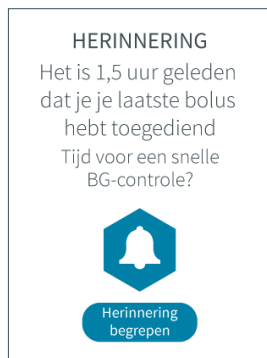 HERINNERING
Het is 1,5 uur geleden
dat je je laatste bolus
hebt toegediend
Tijd voor een snelle
BG-controle?
Herinnering
begrepen